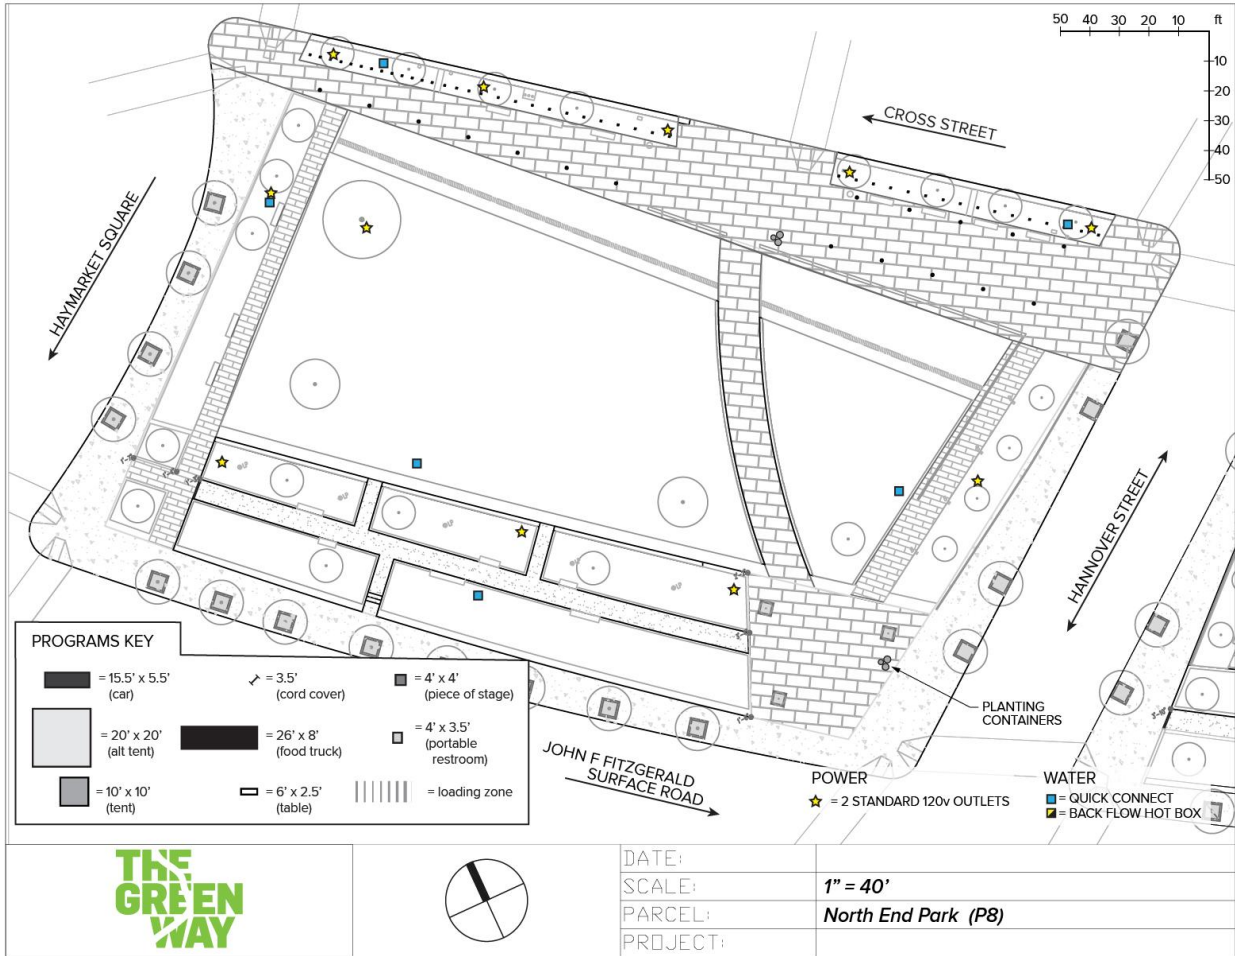 50 40 30 20 10 ft
10
20
30
40
50
CROSS STREET
HAYMARKET SQUARE
HANNOVER STREET
PLANTING
CONTAINERS
JOHN F FITZGERALD
SURFACE ROAD
PROGRAMS KEY
= 15.5' x 5.5'
(car)
= 3.5'
(cord cover)
= 4' x 4'
(piece of stage)
= 20' x 20'
(alt tent)
= 26' x 8'
(food truck)
= 4' x 3.5'
(portable
restroom)
= 10' x 10'
(tent)
= 6' x 2.5'
(table)
= loading zone
POWER
= 2 STANDARD 120v OUTLETS
WATER
= QUICK CONNECT
= BACK FLOW HOT BOX
THE
GREEN
WAY
DATE:
SCALE: 1" = 40'
PARCEL: North End Park (P8)
PROJECT: